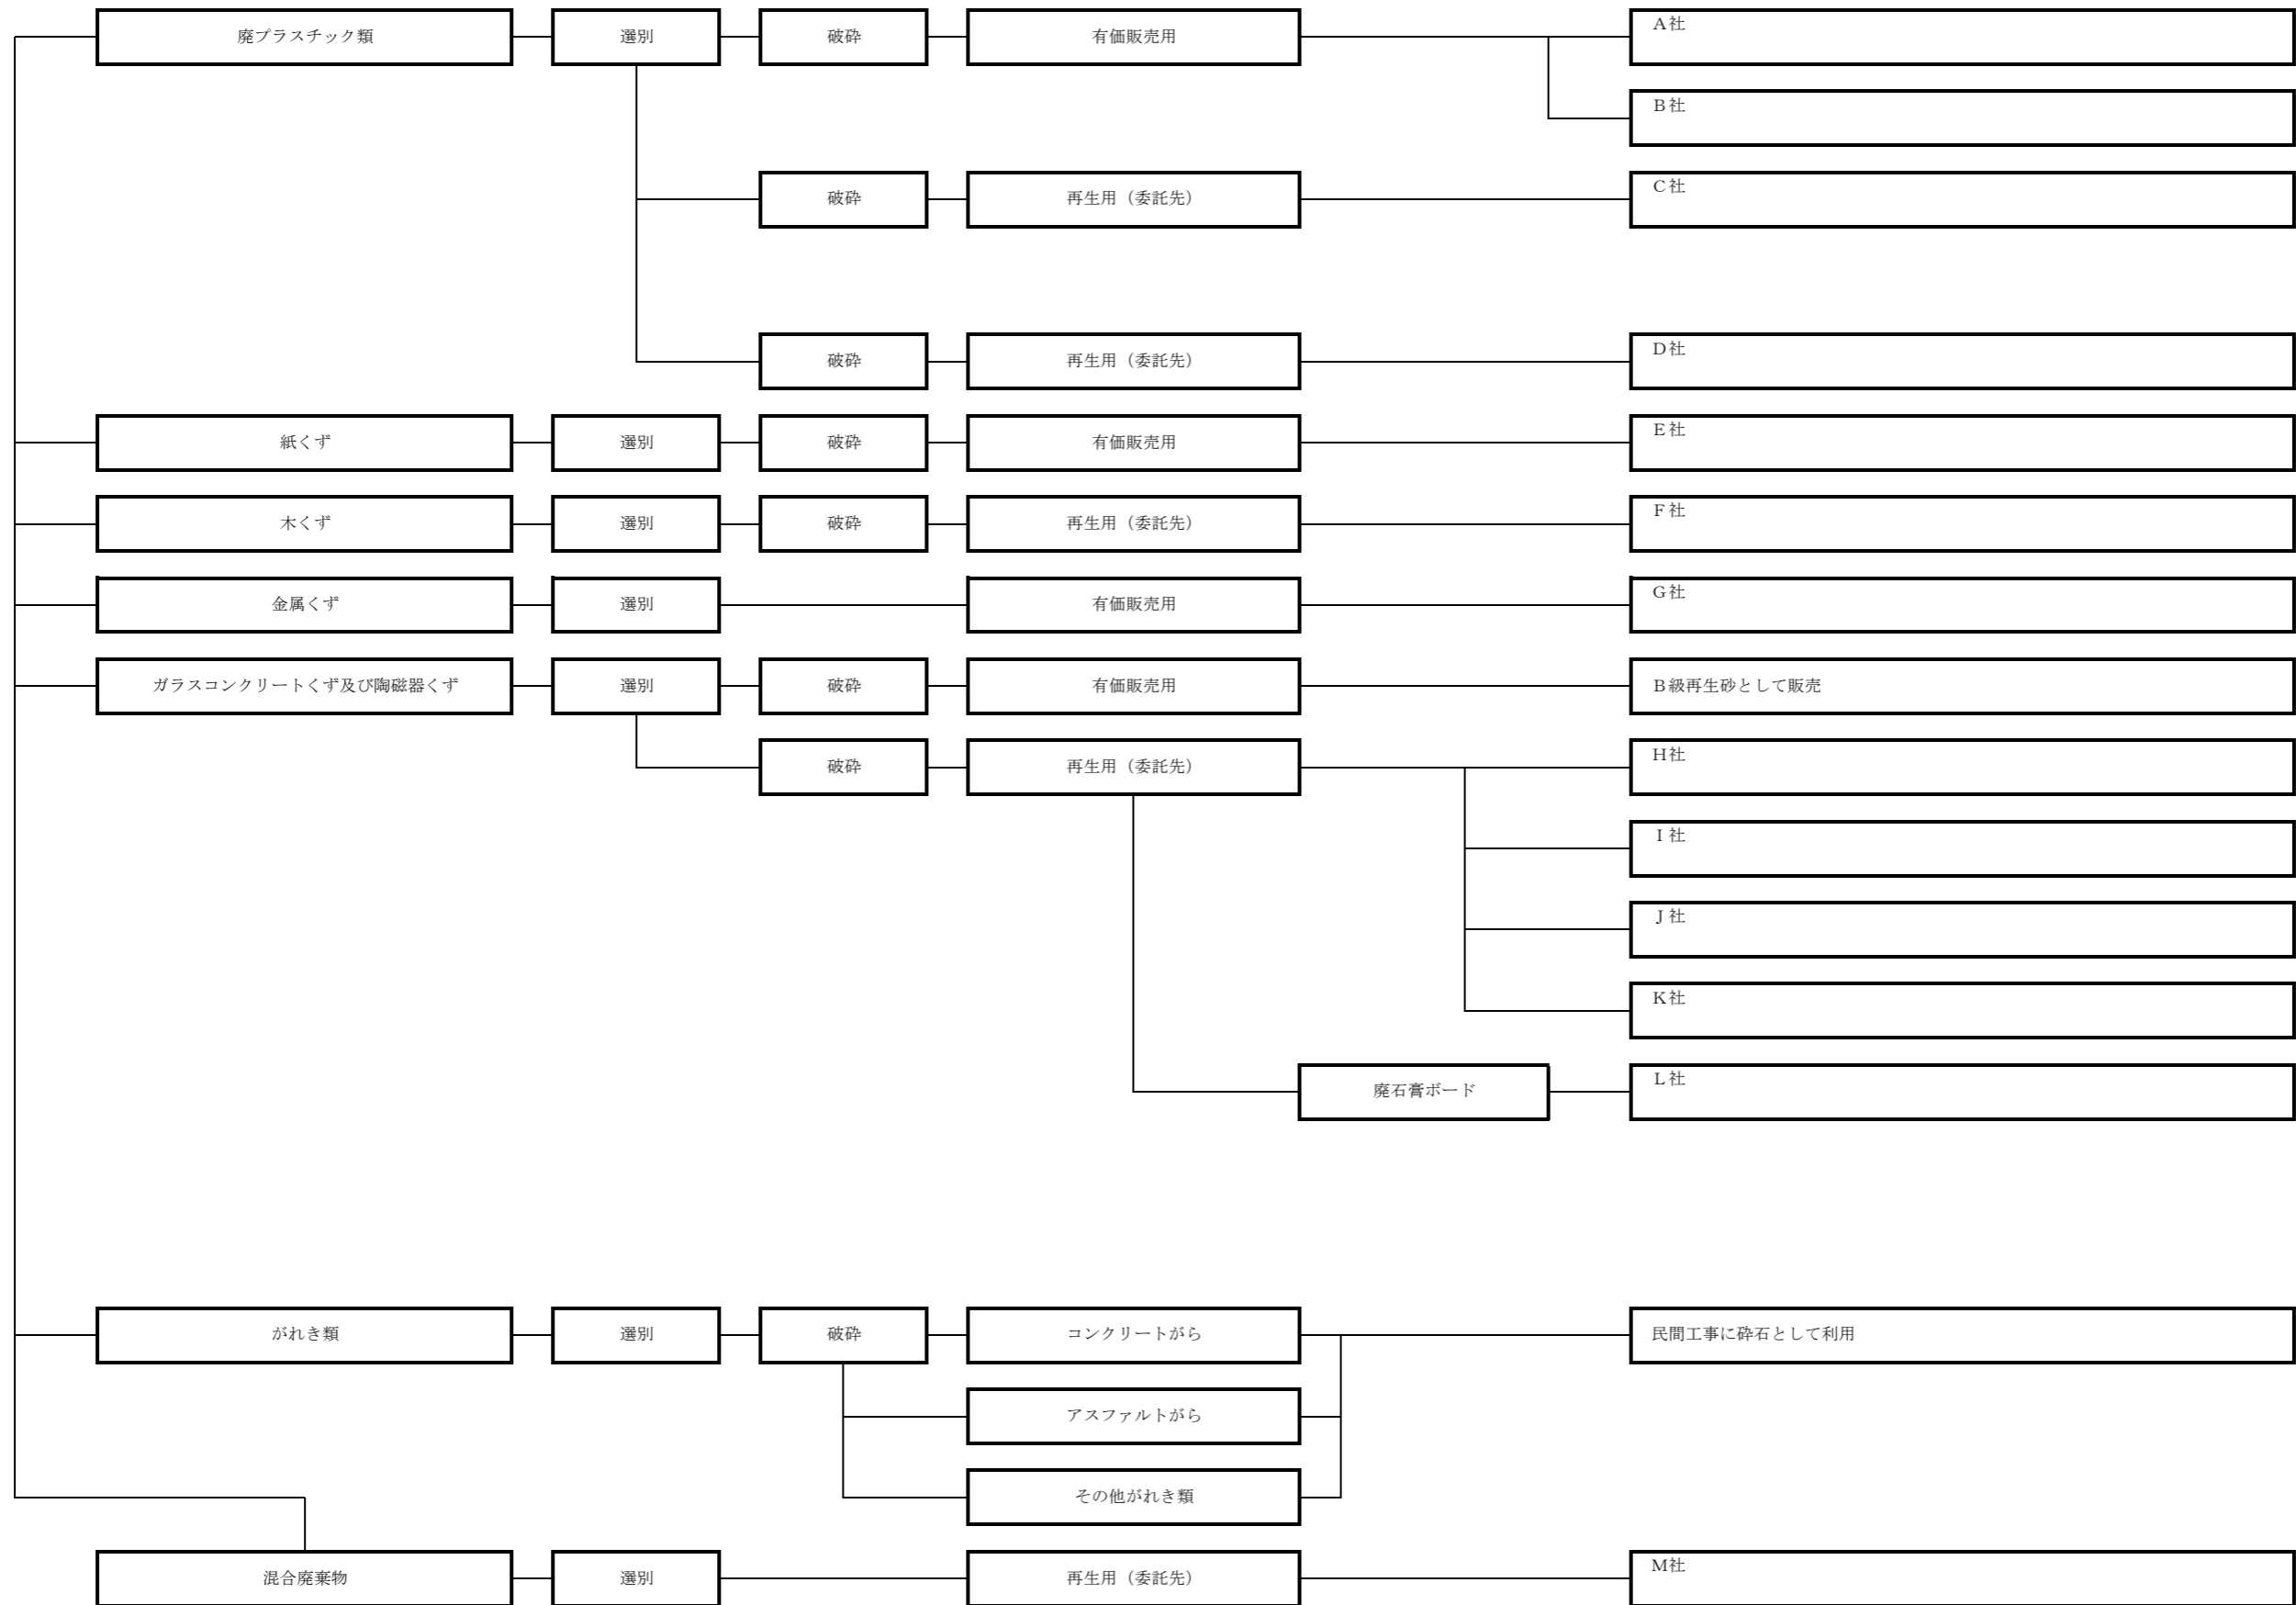 廃プラスチック類 選別 破砕 有価販売用 A社
B社
破砕 再生用（委託先） C社
破砕 再生用（委託先） D社
紙くず 選別 破砕 有価販売用 E社
木くず 選別 破砕 再生用（委託先） F社
金属くず 選別 有価販売用 G社
ガラスコンクリートくず及び陶磁器くず 選別 破砕 有価販売用 B級再生砂として販売
破砕 再生用（委託先） H社
I社
J社
K社
廃石膏ボード L社
がれき類 選別 破砕 コンクリートがら 民間工事に砕石として利用
アスファルトがら
その他がれき類
混合廃棄物 選別 再生用（委託先） M社